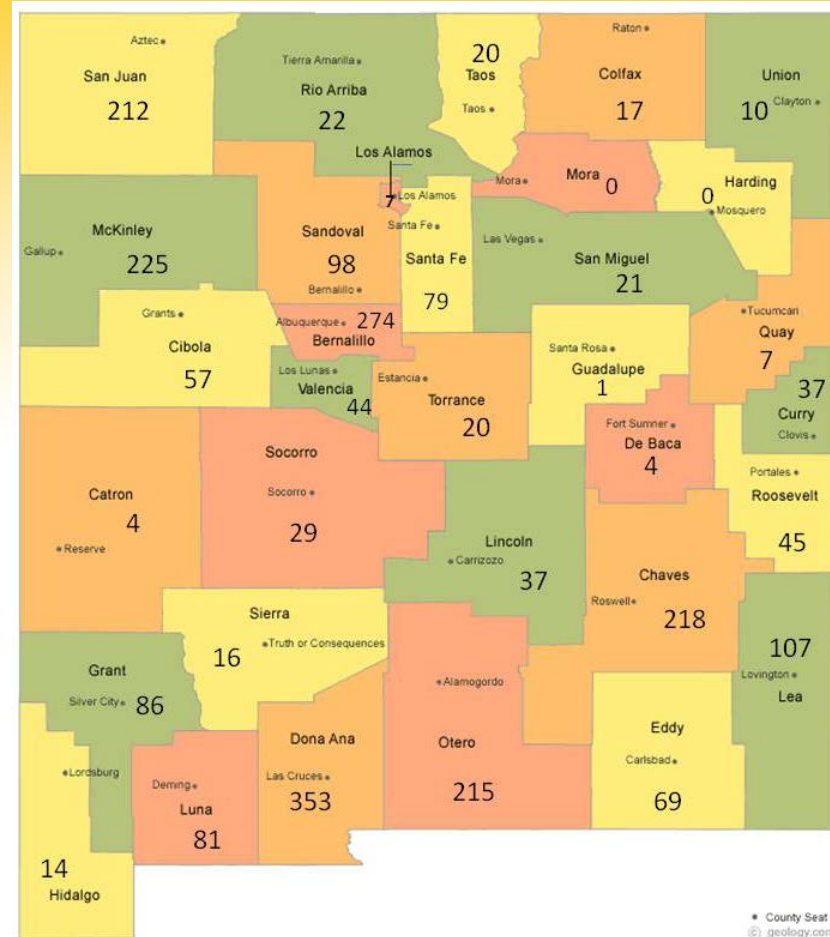 Aztec
San Juan
212
Tierra Amarilla
Rio Arriba
22
20
Taos
Taos
Raton
Colfax
17
Union
10 Clayton
Los Alamos
7 Los Alamos
Mora
Mora 0
Harding
0
Mosquero
McKinley
Gallup
225
Sandoval
98
Bernalillo
Santa Fe
Santa Fe
79
Las Vegas
San Miguel
21
Tucumcari
Quay
7
Grants
Cibola
57
Albuquerque 274
Bernalillo
Los Lunas
Valencia
44
Estancia
Torrance
20
Santa Rosa
Guadalupe
1
37
Curry
Clovis
Fort Sumner
De Baca
4
Portales
Roosevelt
45
Catron
4
Reserve
Socorro
Socorro
29
Lincoln
Carrizozo
37
Chaves
Roswell
218
107
Lovington
Lea
Sierra
16 Truth or Consequences
Grant
Silver City 86
Alamogordo
Otero
215
Eddy
Carlsbad
69
Dona Ana
Las Cruces
353
Deming
Luna
81
Lordsburg
14
Hidalgo
County Seat
© geology.com